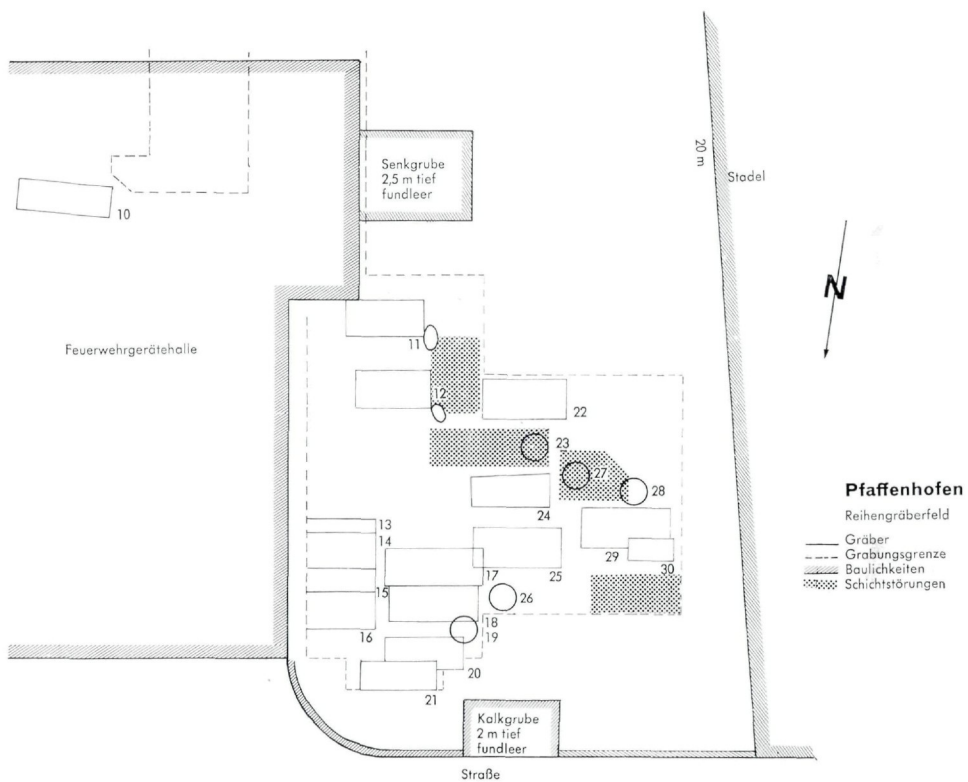 Senkgrube
2,5 m tief
fundleer
20 m
Stadel
10
N
Feuerwehrgerätehalle
11
12
22
23
27
28
24
13
14
29
30
17
25
15
26
16
18
19
20
21
Pfaffenhofen
Reihengräberfeld
Gräber
Grabungsgrenze
Baulichkeiten
Schichtstörungen
Kalkgrube
2 m tief
fundleer
Straße